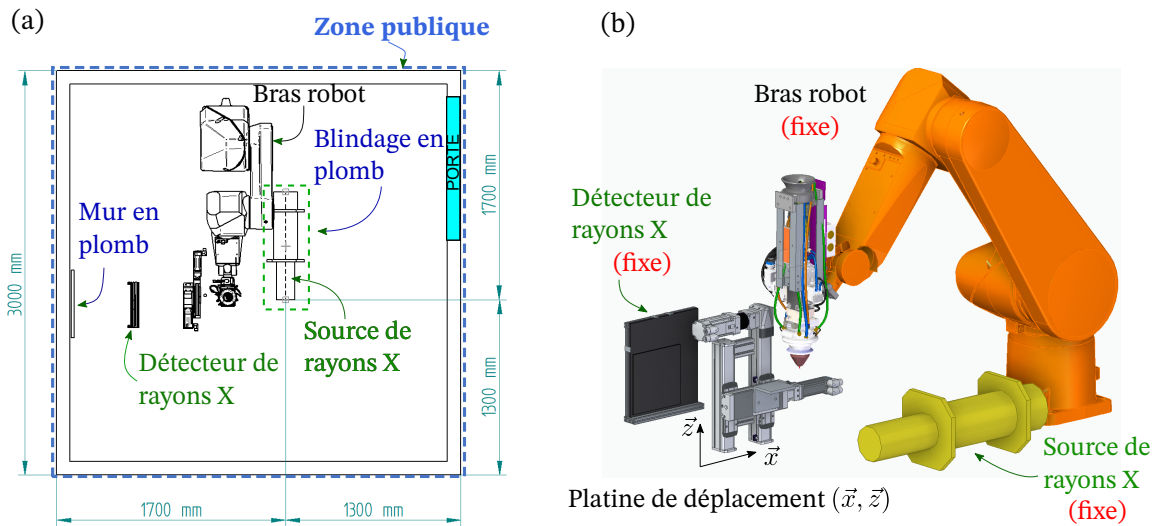 (a)
Zone publique
Bras robot
Blindage en
plomb
PORTE
Mur en
plomb
3000 mm
1700 mm
Source de
rayons X
Détecteur de
rayons X
1300 mm
1700 mm
1300 mm
(b)
Bras robot
(fixe)
Détecteur de
rayons X
(fixe)
z⃗
x⃗
Source de
rayons X
(fixe)
Platine de déplacement (x⃗, z⃗)